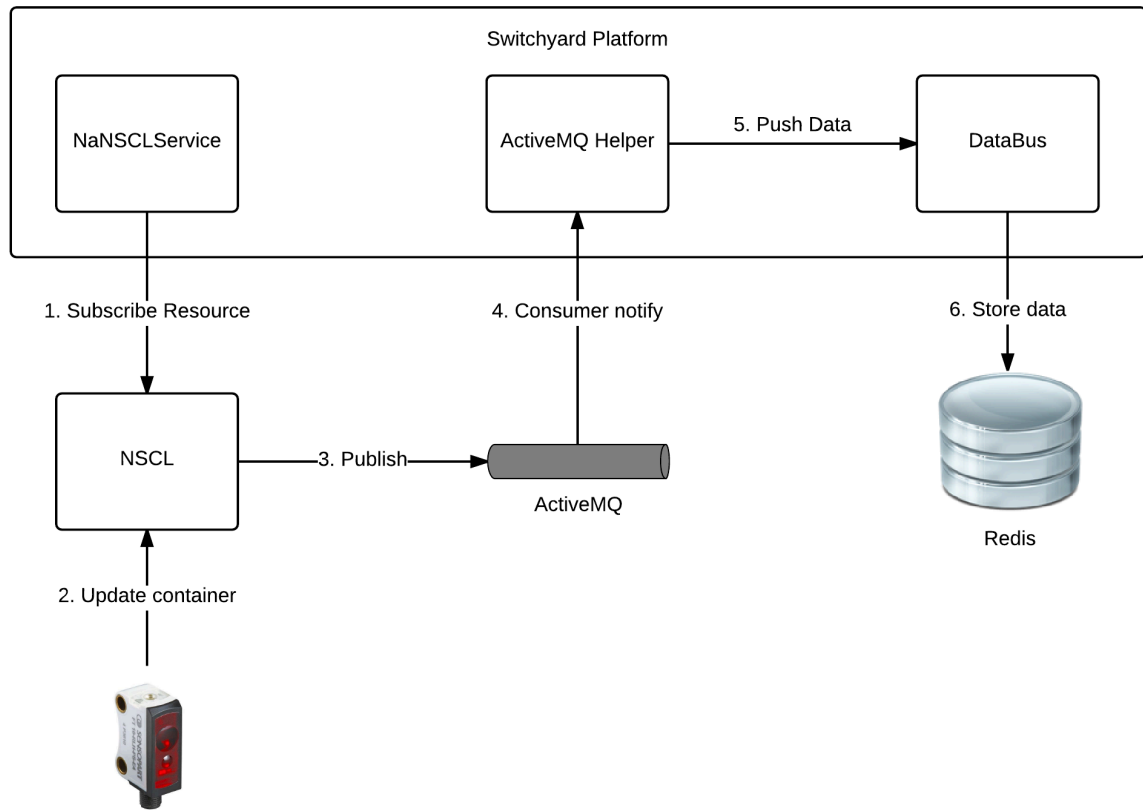 Switchyard Platform
NaNSCLService
ActiveMQ Helper
5. Push Data
DataBus
1. Subscribe Resource
4. Consumer notify
6. Store data
NSCL
3. Publish
ActiveMQ
Redis
2. Update container